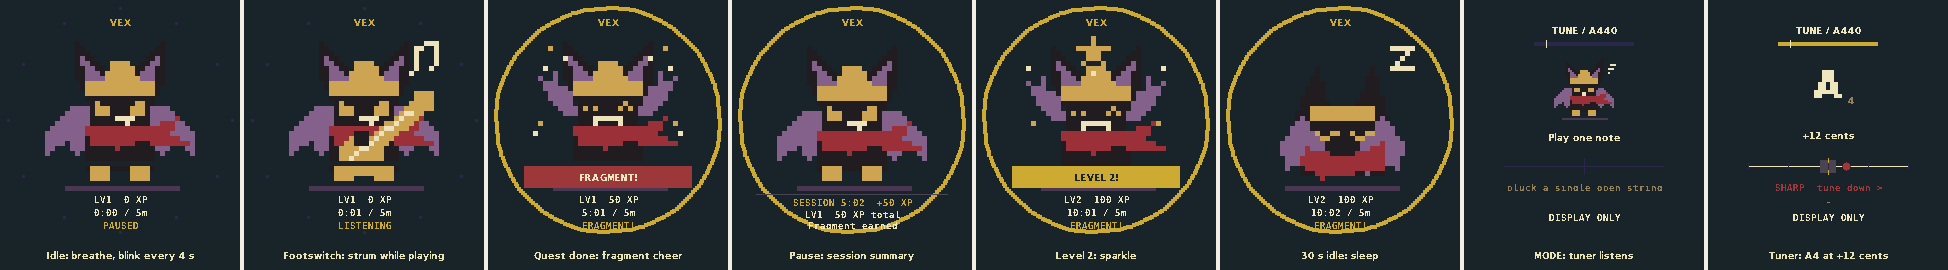 VEX
LV1 0 XP
0:00 / 5m
PAUSED
Idle: breathe, blink every 4 s
VEX
LV1 0 XP
0:01 / 5m
LISTENING
Footswitch: strum while playing
VEX
FRAGMENT!
LV1 50 XP
5:01 / 5m
FRAGMENT!
Quest done: fragment cheer
VEX
SESSION 5:02 +50 XP
LV1 50 XP total
Fragment earned
Pause: session summary
VEX
LEVEL 2!
LV2 100 XP
10:01 / 5m
FRAGMENT!
Level 2: sparkle
VEX
Z
LV2 100 XP
10:02 / 5m
FRAGMENT!
30 s idle: sleep
TUNE / A440
Play one note
pluck a single open string
DISPLAY ONLY
MODE: tuner listens
TUNE / A440
A4
+12 cents
SHARP tune down >
DISPLAY ONLY
Tuner: A4 at +12 cents